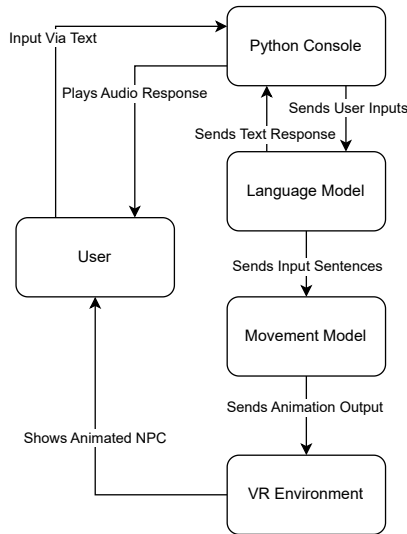 Input Via Text
Python Console
Plays Audio Response
Sends User Inputs
Sends Text Response
Language Model
User
Sends Input Sentences
Movement Model
Sends Animation Output
Shows Animated NPC
VR Environment